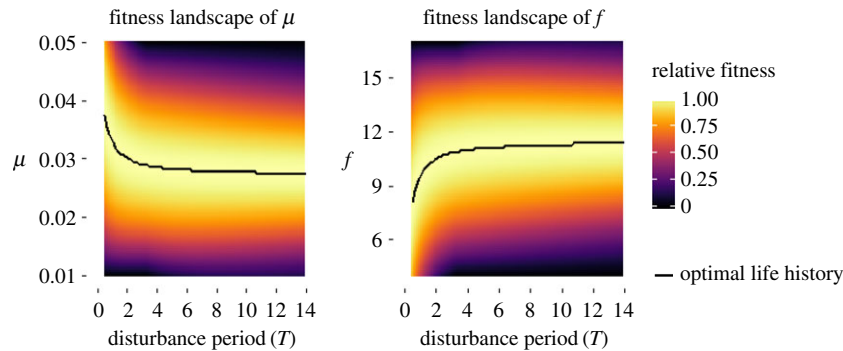 fitness landscape of μ
fitness landscape of f
0.05
0.04
0.03
0.02
0.01
μ
0 2 4 6 8 10 12 14
disturbance period (T)
15
12
9
6
f
0 2 4 6 8 10 12 14
disturbance period (T)
relative fitness
1.00
0.75
0.50
0.25
0
optimal life history